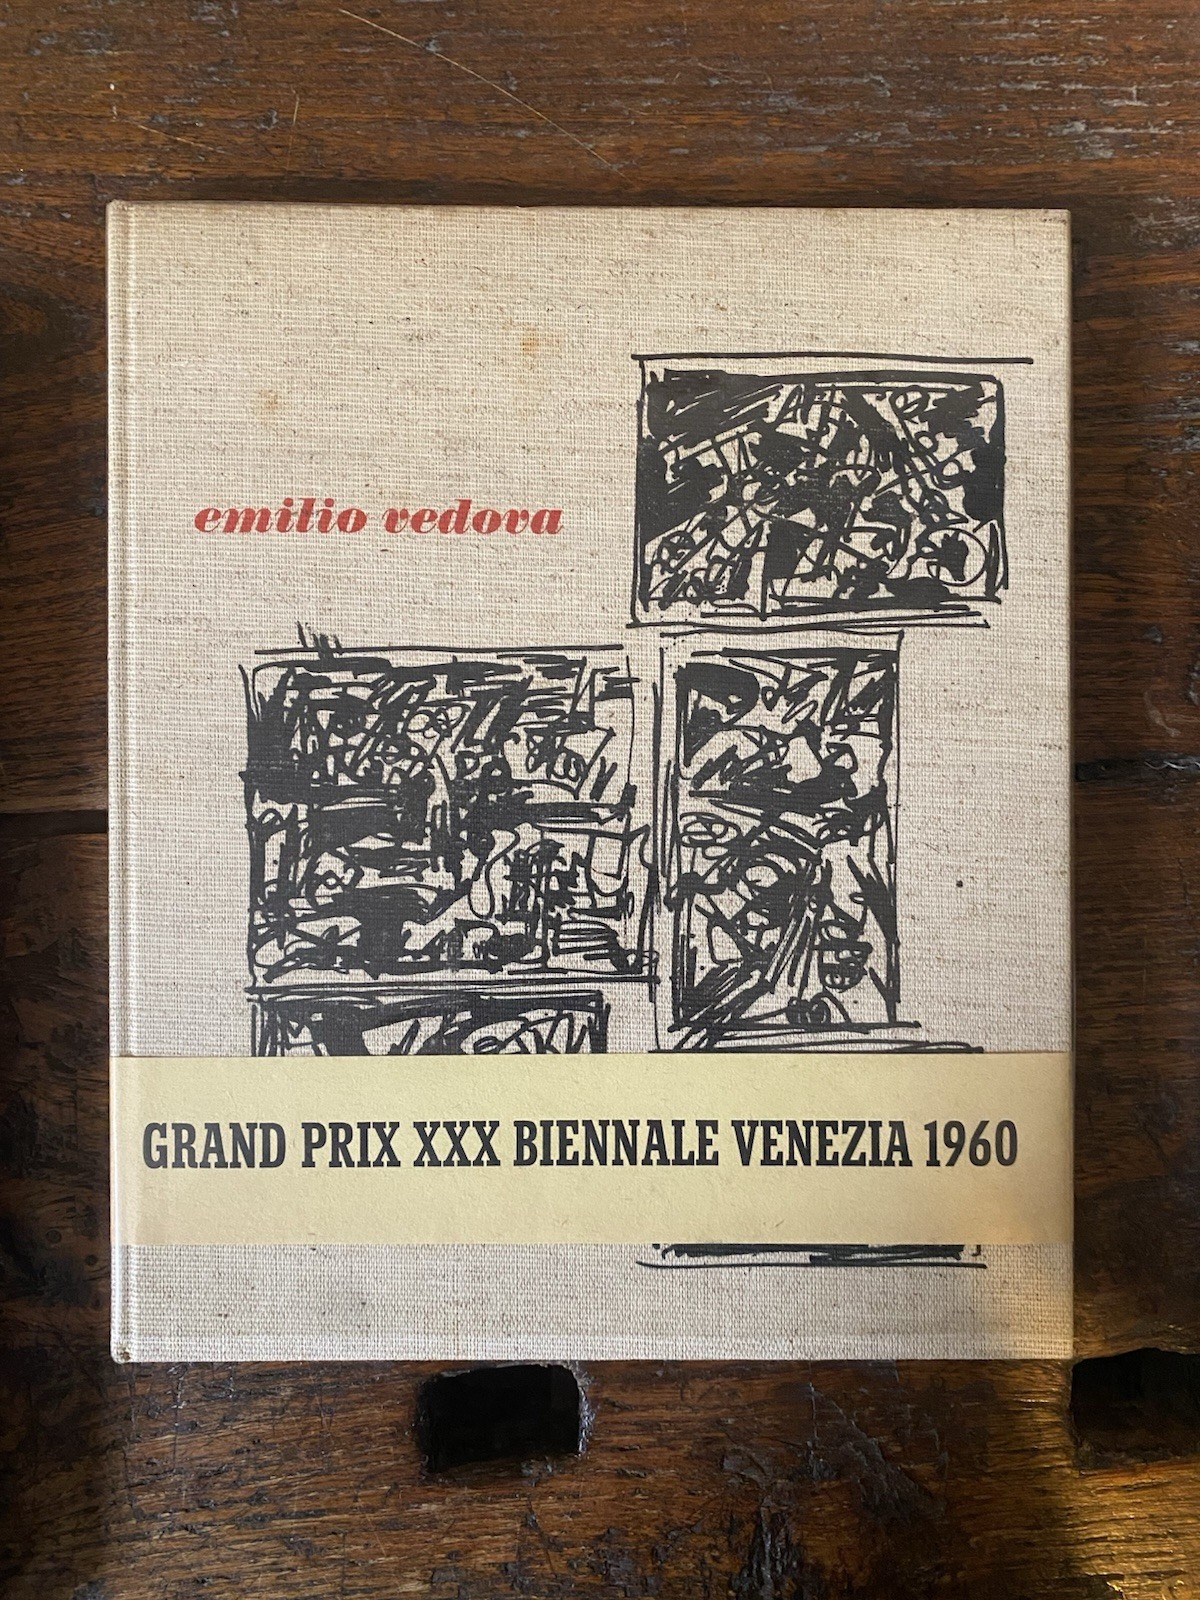 emilio vedova
GRAND PRIX XXX BIENNALE VENEZIA 1960